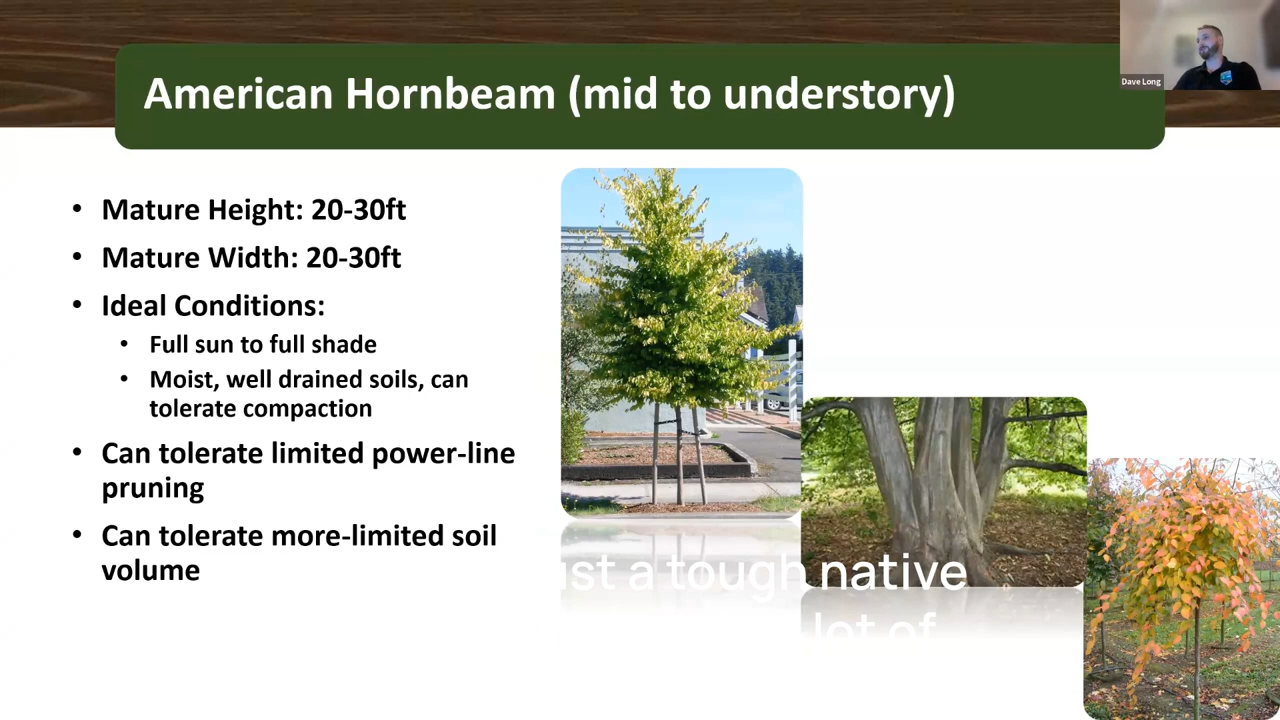 American Hornbeam (mid to understory)
Dave Long
• Mature Height: 20-30ft
• Mature Width: 20-30ft
• Ideal Conditions:
• Full sun to full shade
• Moist, well drained soils, can
tolerate compaction
• Can tolerate limited power-line
pruning
• Can tolerate more-limited soil
volume
a tough native
lot of